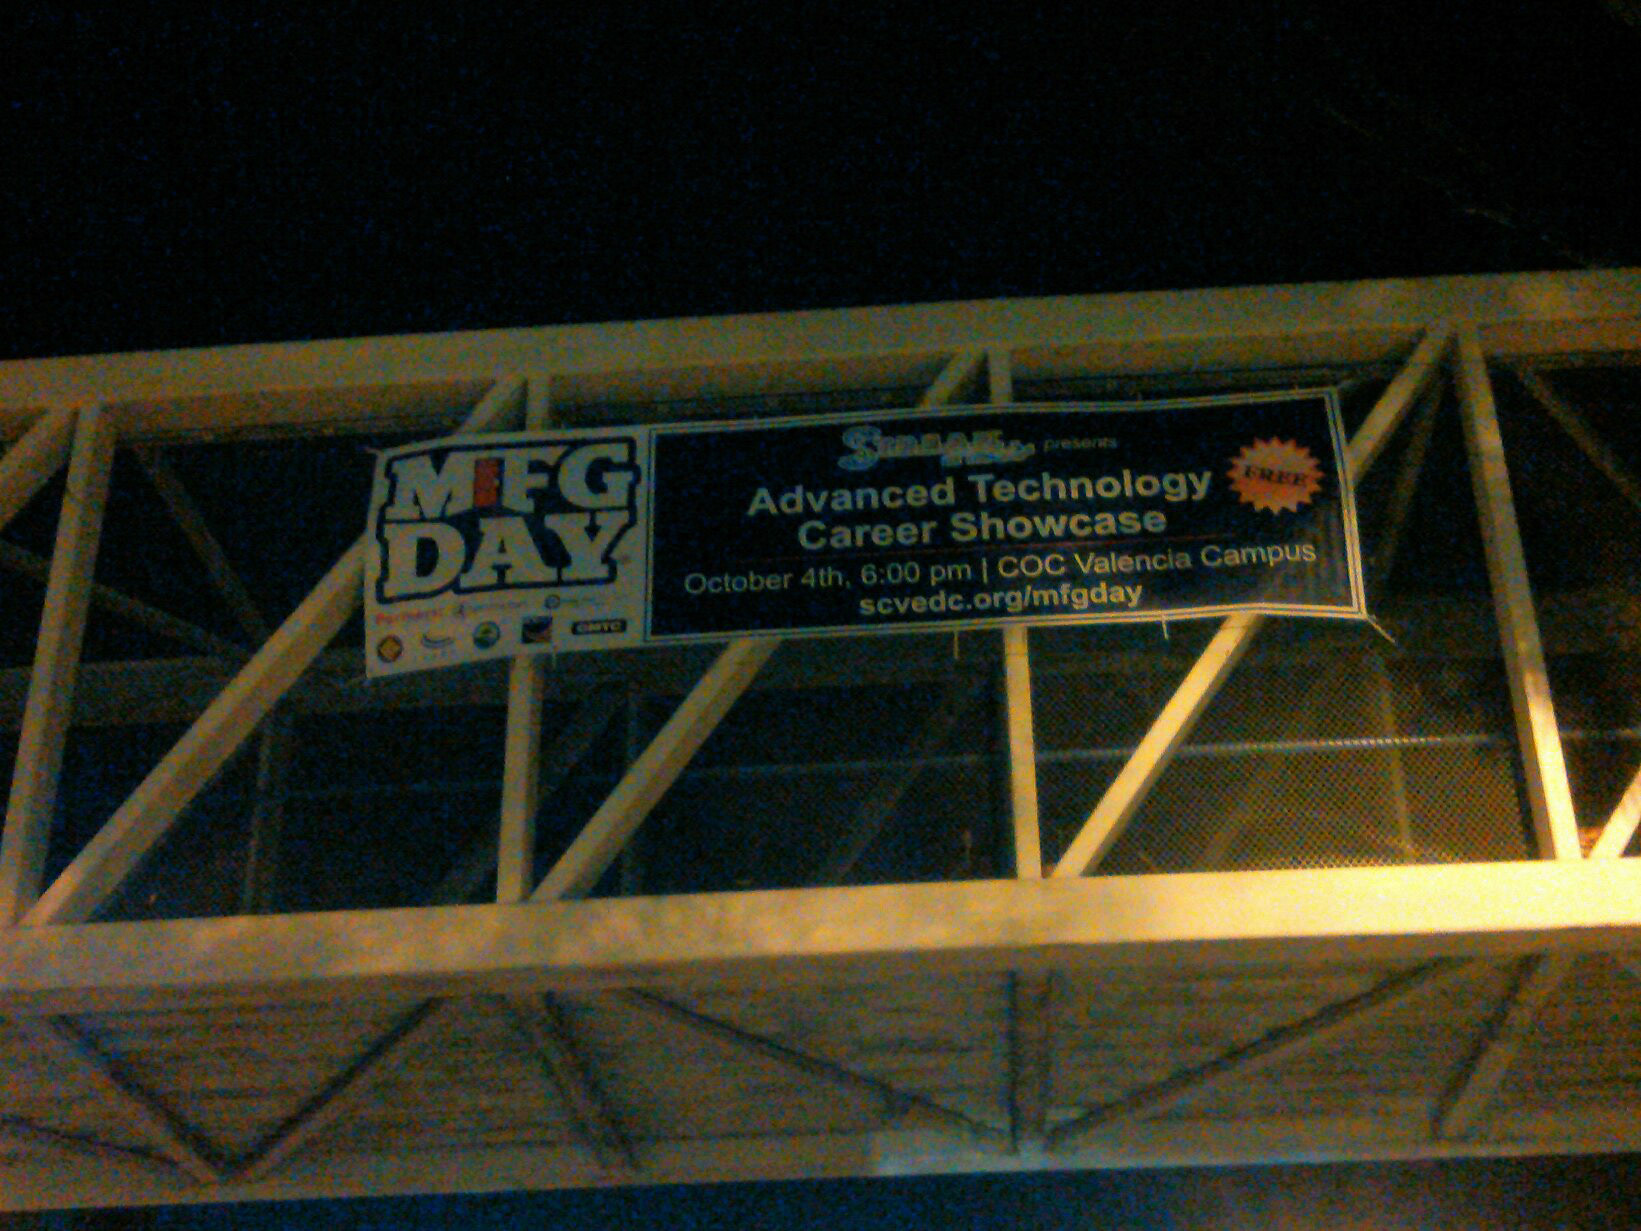 MFG
DAY
presents
Advanced Technology
Career Showcase
FREE
October 4th, 6:00 pm | COC Valencia Campus
scvedc.org/mfgday
CMTC